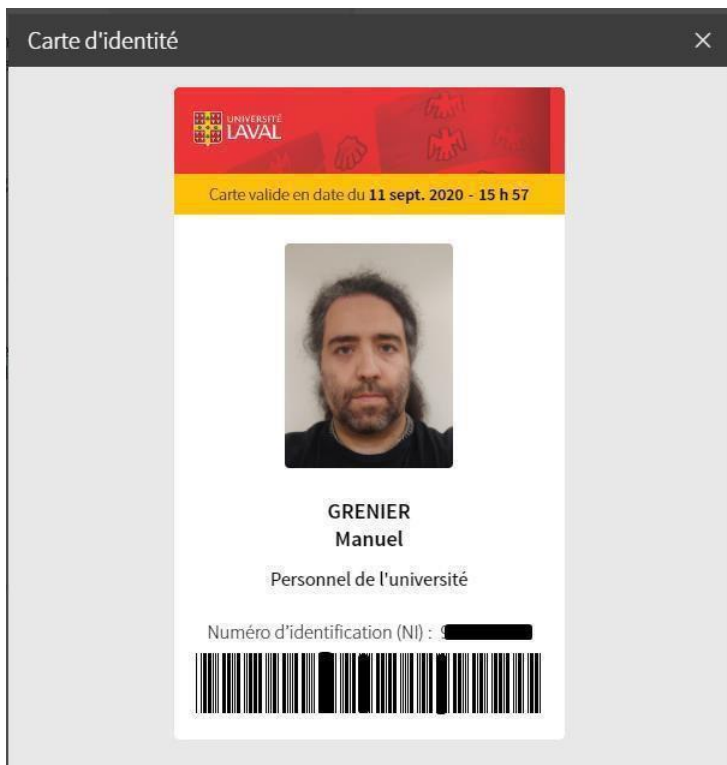 Carte d'identité
UNIVERSITÉ
LAVAL
Carte valide en date du 11 sept. 2020 - 15 h 57
GRENIER
Manuel
Personnel de l'université
Numéro d'identification (NI) :